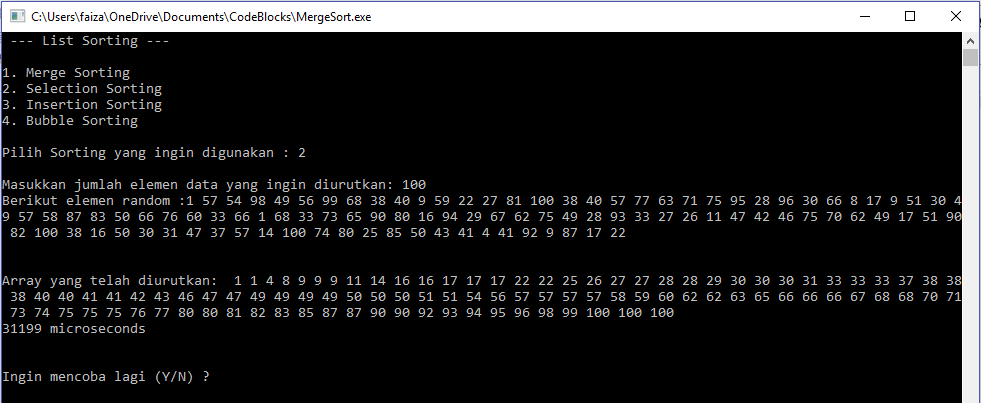 C:\Users\faiza\OneDrive\Documents\CodeBlocks\MergeSort.exe
--- List Sorting ---
1. Merge Sorting
2. Selection Sorting
3. Insertion Sorting
4. Bubble Sorting
Pilih Sorting yang ingin digunakan : 2
Masukkan jumlah elemen data yang ingin diurutkan: 100
Berikut elemen random :1 57 54 98 49 56 99 68 38 40 9 59 22 27 81 100 38 40 57 77 63 71 75 95 28 96 30 66 8 17 9 51 30 4
9 57 58 87 83 50 66 76 60 33 66 1 68 33 73 65 90 80 16 94 29 67 62 75 49 28 93 33 27 26 11 47 42 46 75 70 62 49 17 51 90
82 100 38 16 50 30 31 47 37 57 14 100 74 80 25 85 50 43 41 4 41 92 9 87 17 22
Array yang telah diurutkan:  1 1 4 8 9 9 9 11 14 16 16 17 17 17 22 22 25 26 27 27 28 28 29 30 30 30 31 33 33 33 37 38 38
38 40 40 41 41 42 43 46 47 47 49 49 49 49 50 50 50 51 51 54 56 57 57 57 57 58 59 60 62 62 63 65 66 66 66 67 68 68 70 71
73 74 75 75 75 76 77 80 80 81 82 83 85 87 87 90 90 92 93 94 95 96 98 99 100 100 100
31199 microseconds
Ingin mencoba lagi (Y/N) ?